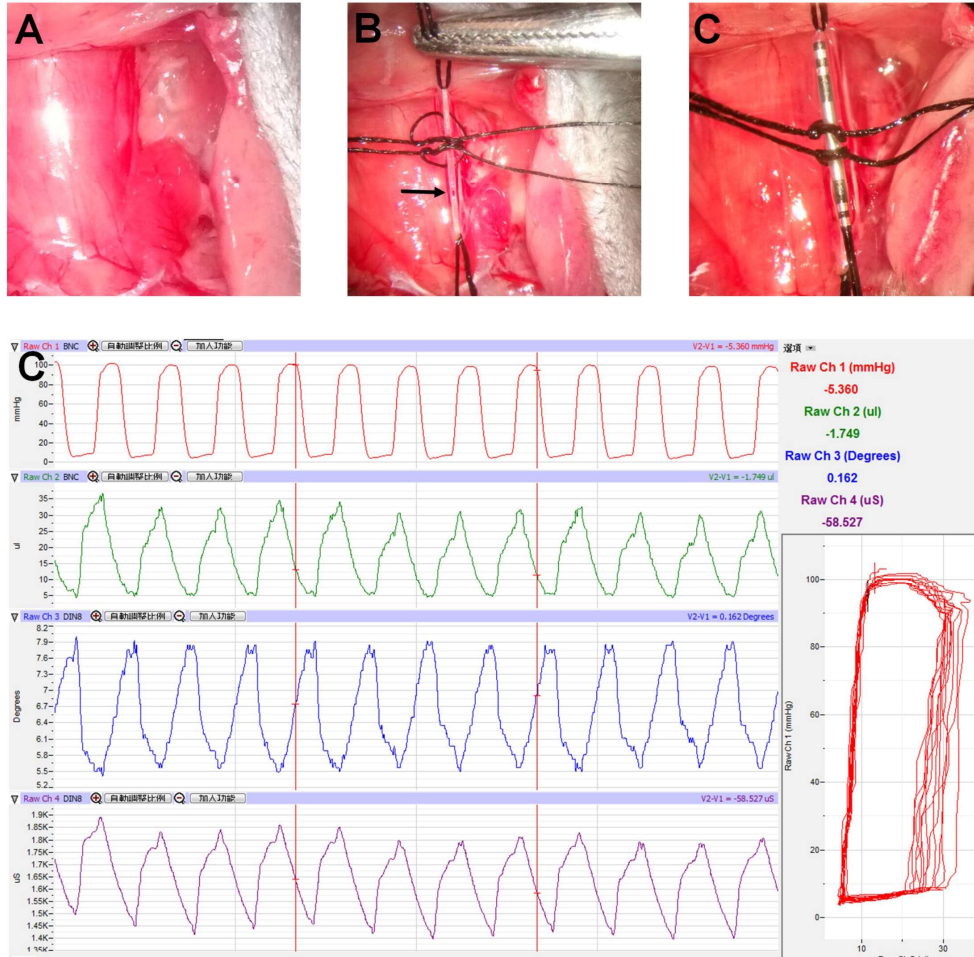 A
B
C
C
Raw Ch 1 BNC 自動調整比例 加入功能 V2-V1 = -5.360 mmHg
100
80
60
40
20
0
mmHg
Raw Ch 2 BNC 自動調整比例 加入功能 V2-V1 = -1.749 ul
35
30
25
20
15
10
5
ul
Raw Ch 3 DIN8 自動調整比例 加入功能 V2-V1 = 0.162 Degrees
8.2
7.9
7.6
7.3
7
6.7
6.4
6.1
5.8
5.5
5.2
Degrees
Raw Ch 4 DIN8 自動調整比例 加入功能 V2-V1 = -58.527 uS
1.9K
1.85K
1.8K
1.75K
1.7K
1.65K
1.6K
1.55K
1.5K
1.45K
1.4K
1.35K
uS
選項
Raw Ch 1 (mmHg)
-5.360
Raw Ch 2 (ul)
-1.749
Raw Ch 3 (Degrees)
0.162
Raw Ch 4 (uS)
-58.527
100
80
60
40
20
0
Raw Ch 1 (mmHg)
10 30